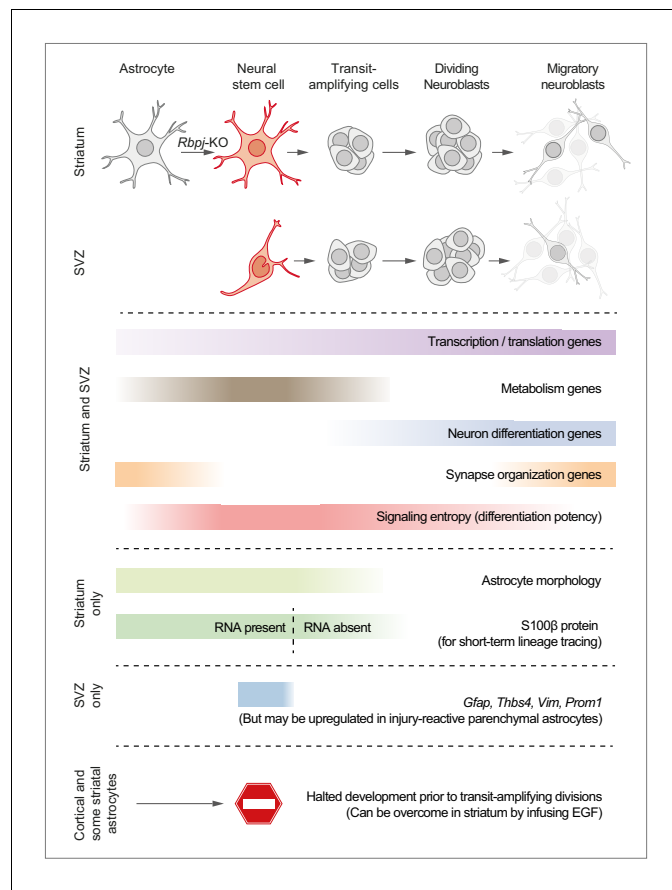 Astrocyte
Neural
stem cell
Transit-
amplifying cells
Dividing
Neuroblasts
Migratory
neuroblasts
Striatum
Rbpj-KO
SVZ
Striatum and SVZ
Transcription / translation genes
Metabolism genes
Neuron differentiation genes
Synapse organization genes
Signaling entropy (differentiation potency)
Striatum
only
Astrocyte morphology
RNA present
RNA absent
S100β protein
(for short-term lineage tracing)
SVZ
only
Gfap, Thbs4, Vim, Prom1
(But may be upregulated in injury-reactive parenchymal astrocytes)
Cortical and
some striatal
astrocytes
Halted development prior to transit-amplifying divisions
(Can be overcome in striatum by infusing EGF)